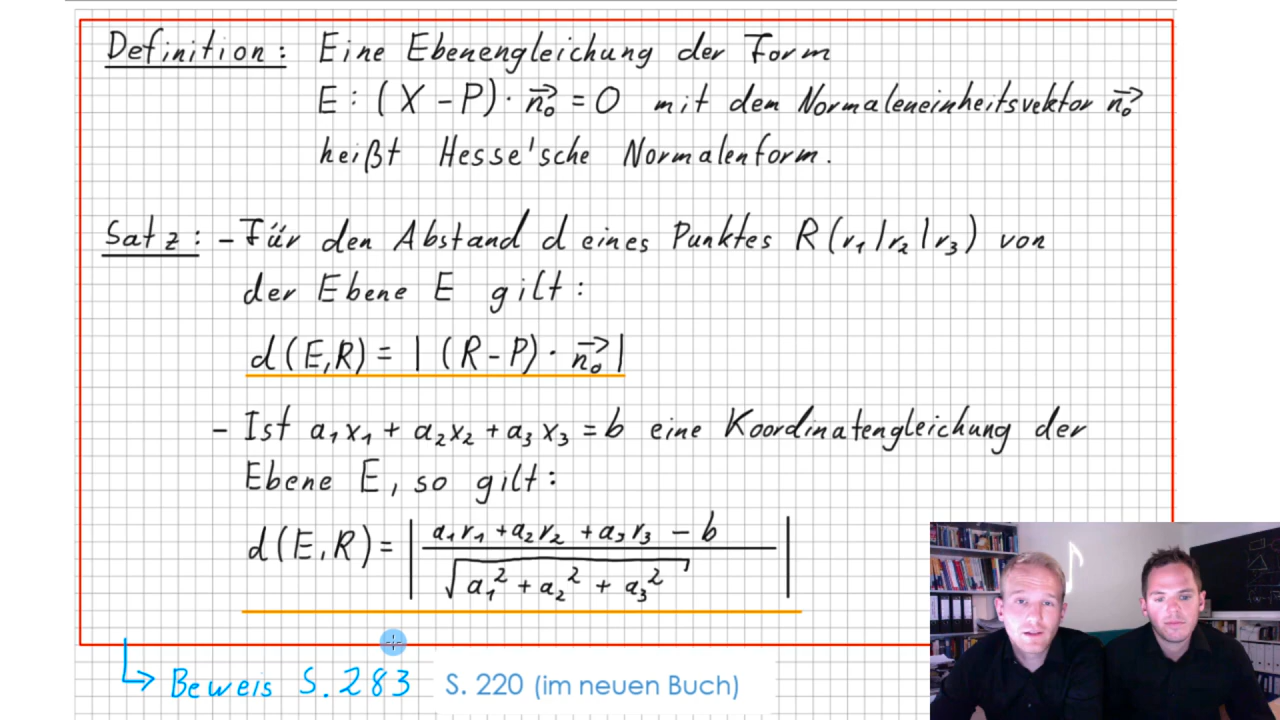 Definition: Eine Ebenengleichung der Form
E: (X - P) · n₀⃗ = 0 mit dem Normaleneinheitsvektor n₀⃗
heißt Hesse'sche Normalenform.
Satz: - Für den Abstand d eines Punktes R(r₁|r₂|r₃) von
der Ebene E gilt:
d(E,R) = | (R - P) · n₀⃗ |
- Ist a₁x₁ + a₂x₂ + a₃x₃ = b eine Koordinatengleichung der
Ebene E, so gilt:
d(E,R) = | (a₁r₁ + a₂r₂ + a₃r₃ - b) / √(a₁² + a₂² + a₃²) |
↳ Beweis S. 283 S. 220 (im neuen Buch)